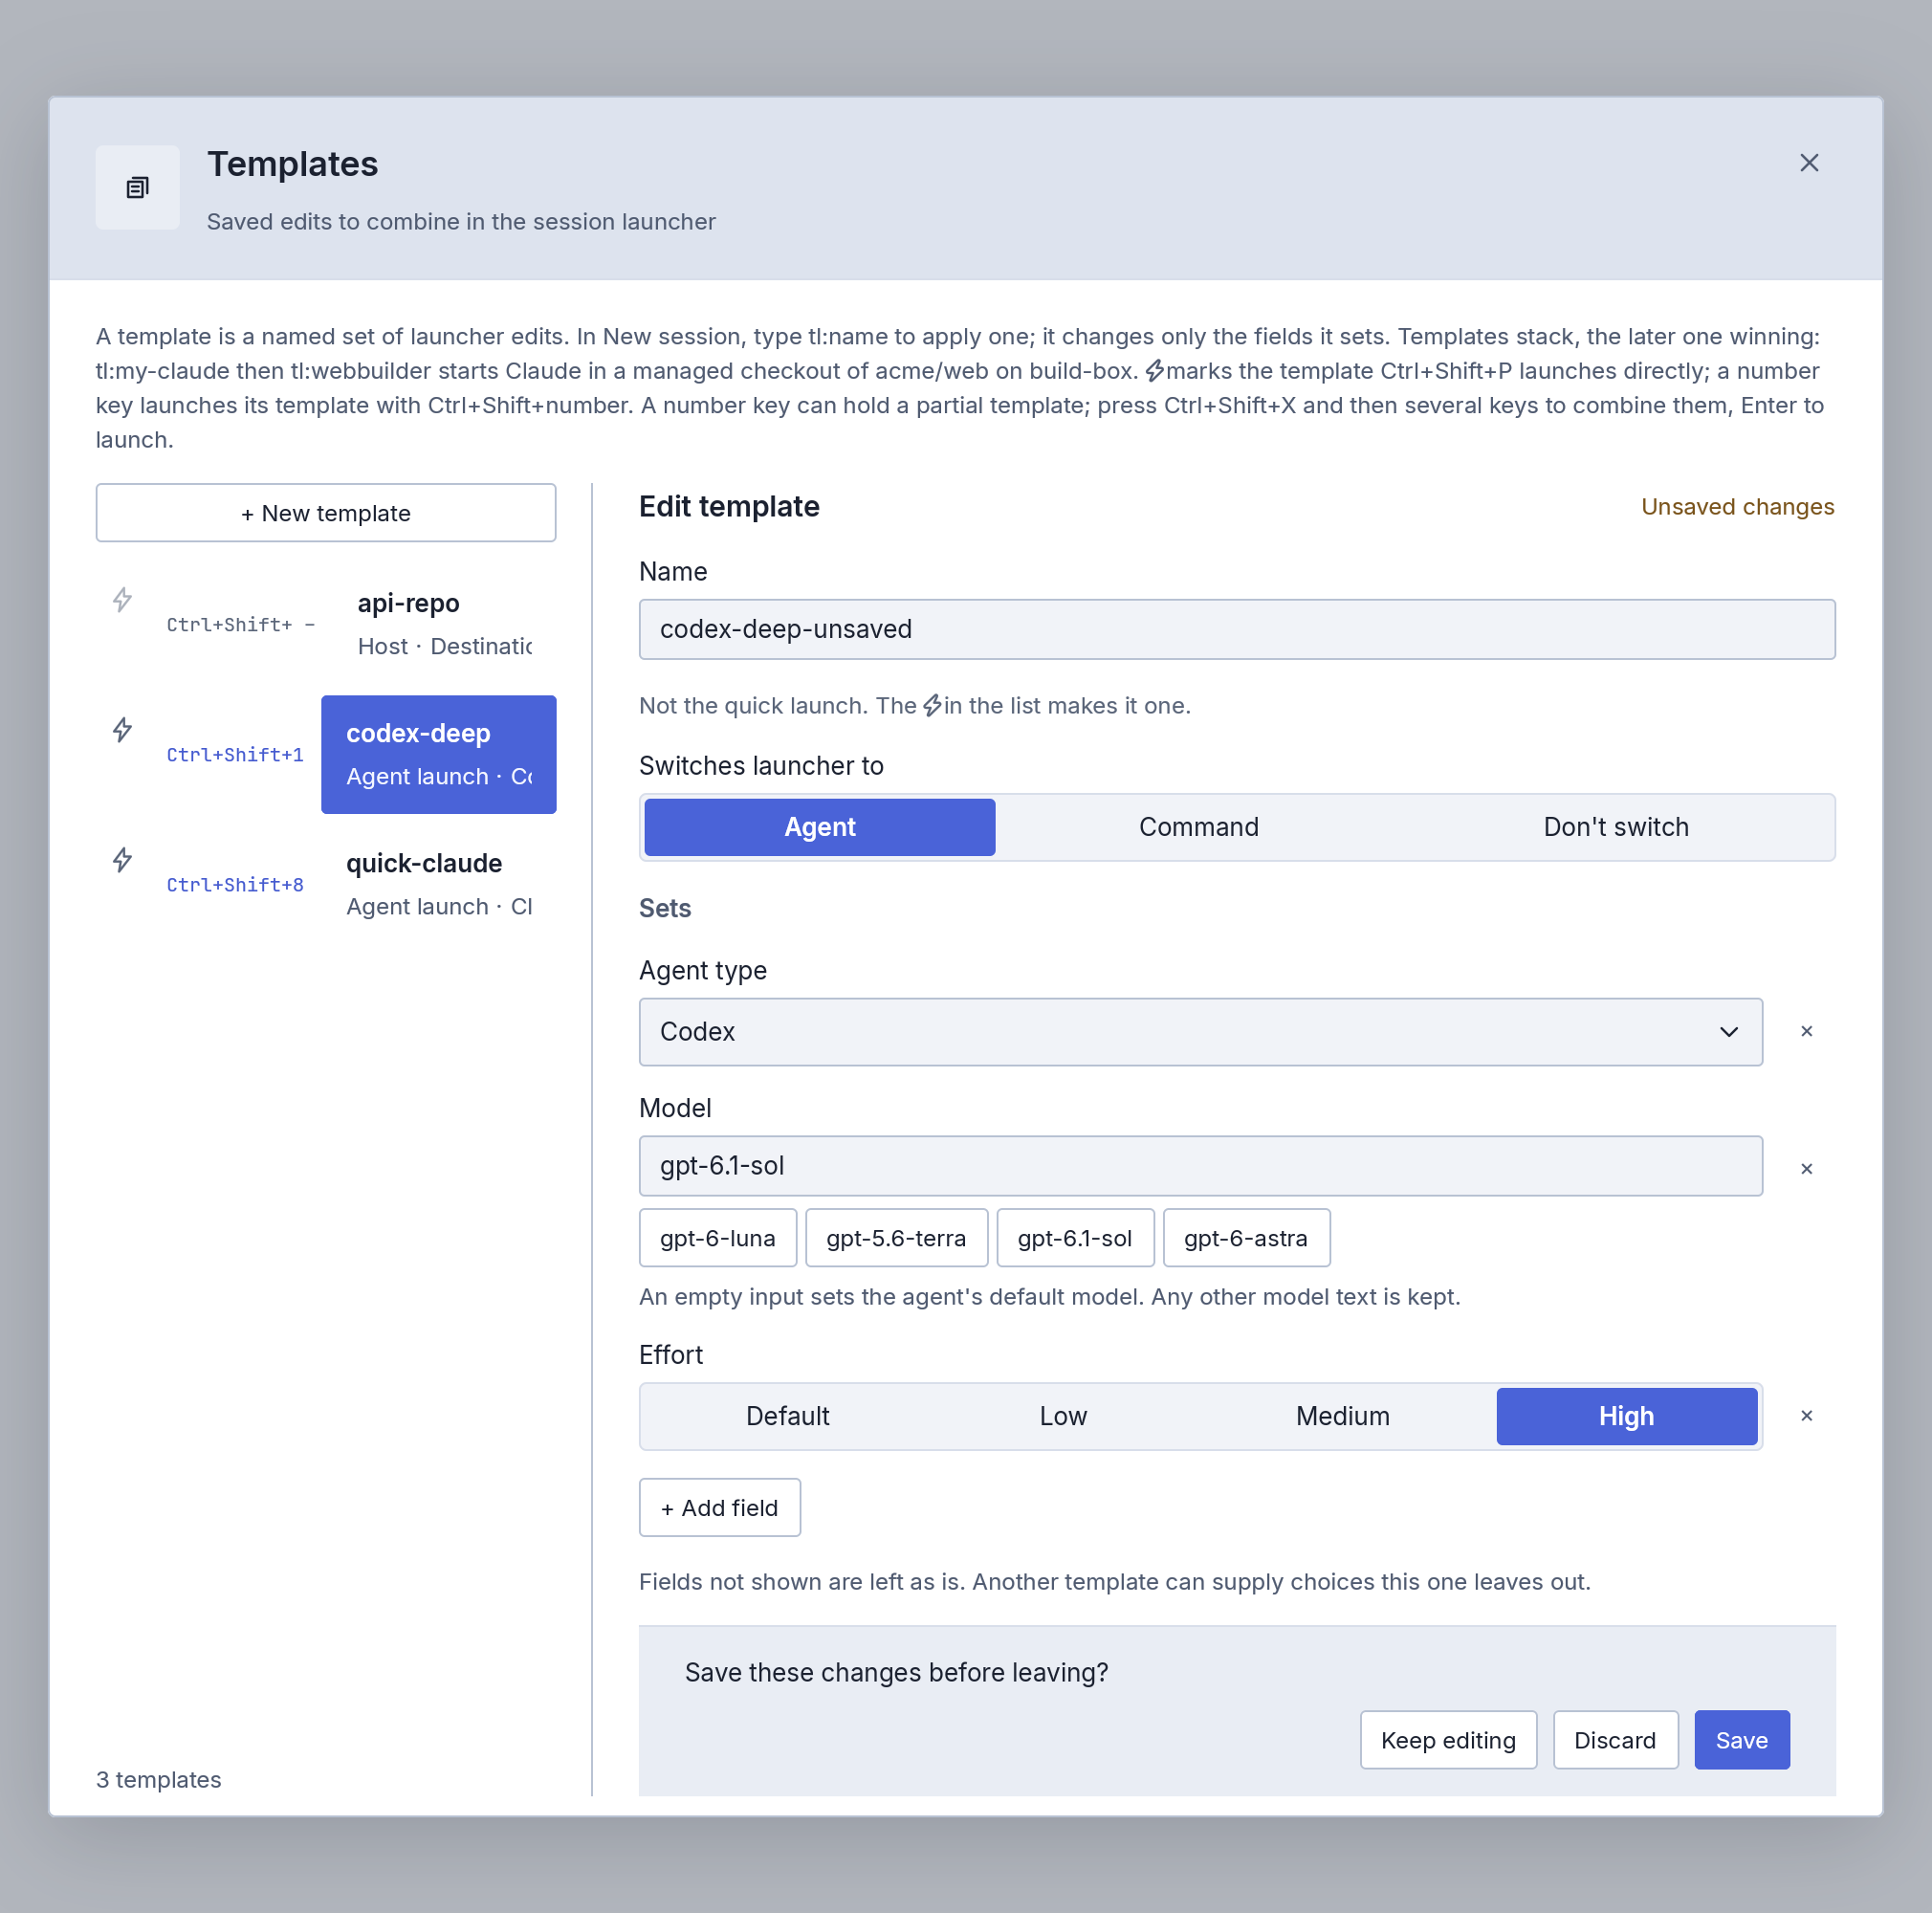 Templates
Saved edits to combine in the session launcher
A template is a named set of launcher edits. In New session, type tl:name to apply one; it changes only the fields it sets. Templates stack, the later one winning:
tl:my-claude then tl:webbuilder starts Claude in a managed checkout of acme/web on build-box. marks the template Ctrl+Shift+P launches directly; a number
key launches its template with Ctrl+Shift+number. A number key can hold a partial template; press Ctrl+Shift+X and then several keys to combine them, Enter to
launch.
+ New template
Ctrl+Shift+ –
api-repo
Host · Destinatic
Ctrl+Shift+1
codex-deep
Agent launch · Co
Ctrl+Shift+8
quick-claude
Agent launch · Cl
3 templates
Edit template
Unsaved changes
Name
codex-deep-unsaved
Not the quick launch. The in the list makes it one.
Switches launcher to
Agent Command Don't switch
Sets
Agent type
Codex
×
Model
gpt-6.1-sol
×
gpt-6-luna gpt-5.6-terra gpt-6.1-sol gpt-6-astra
An empty input sets the agent's default model. Any other model text is kept.
Effort
Default Low Medium High
×
+ Add field
Fields not shown are left as is. Another template can supply choices this one leaves out.
Save these changes before leaving?
Keep editing Discard Save